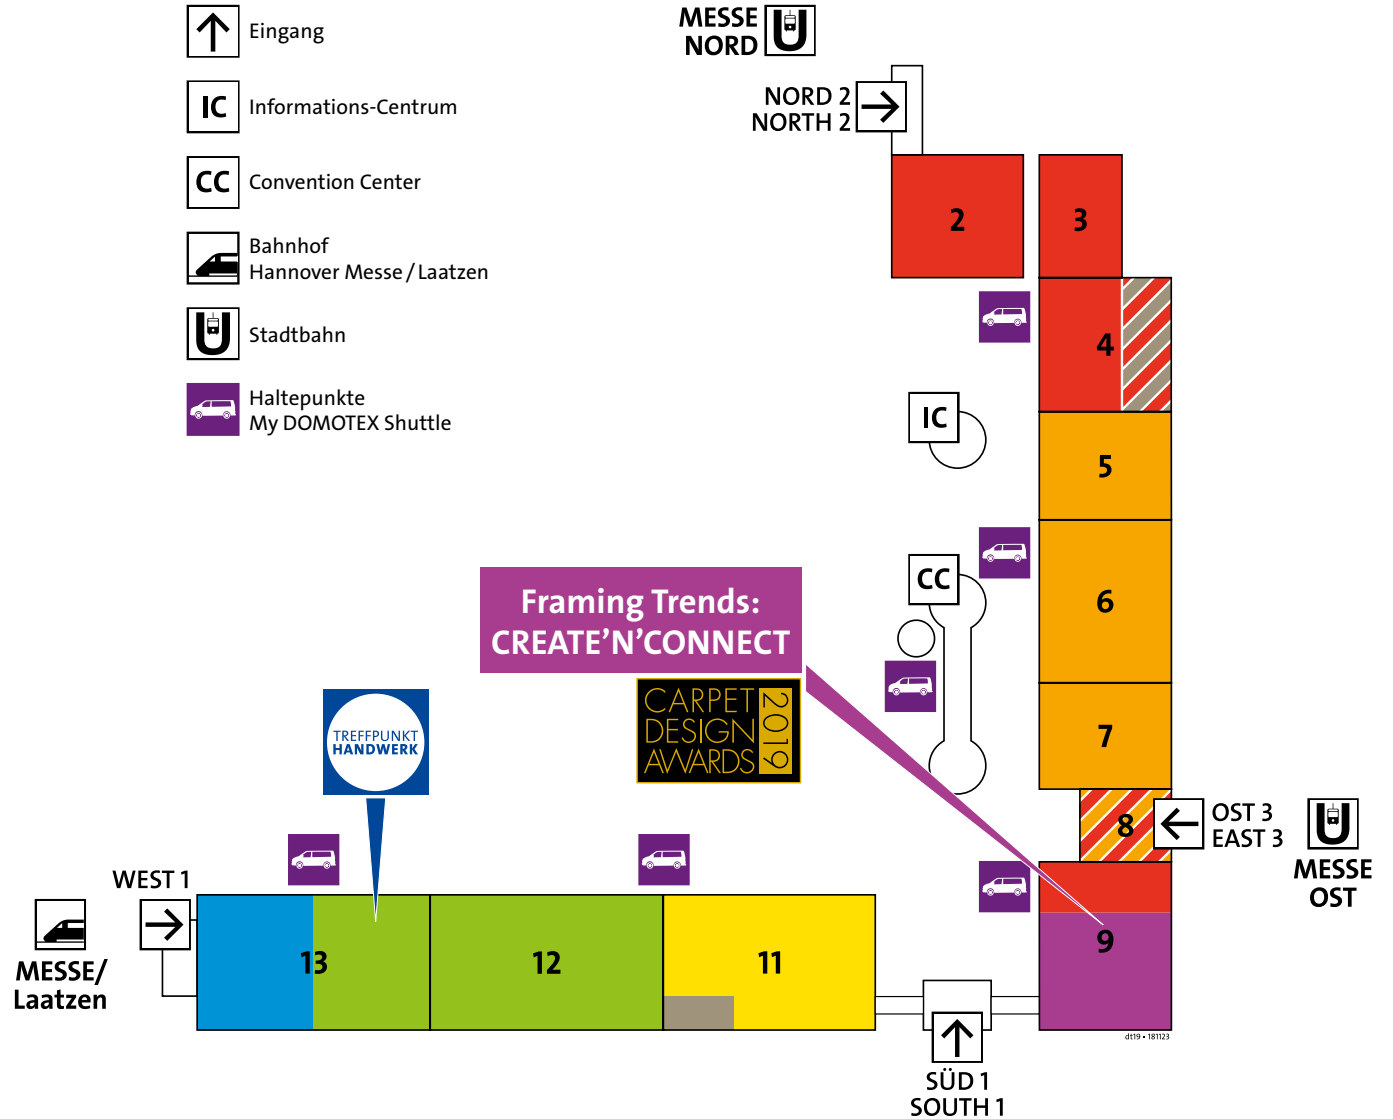 Eingang
IC
Informations-Centrum
CC
Convention Center
Bahnhof
Hannover Messe / Laatzen
Stadtbahn
Haltepunkte
My DOMOTEX Shuttle
MESSE
NORD
NORD 2
NORTH 2
2
3
4
IC
5
CC
6
Framing Trends:
CREATE’N’CONNECT
CARPET
DESIGN
AWARDS
2019
TREFFPUNKT
HANDWERK
7
8
OST 3
EAST 3
MESSE
OST
WEST 1
MESSE/
Laatzen
13
12
11
9
dt19 • 181123
SÜD 1
SOUTH 1